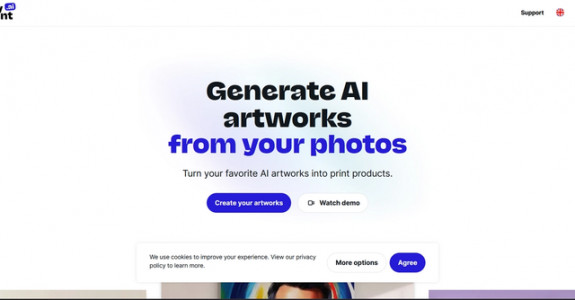 Support
Generate AI
artworks
from your photos
Turn your favorite AI artworks into print products.
Create your artworks
Watch demo
We use cookies to improve your experience. View our privacy
policy to learn more.
More options
Agree